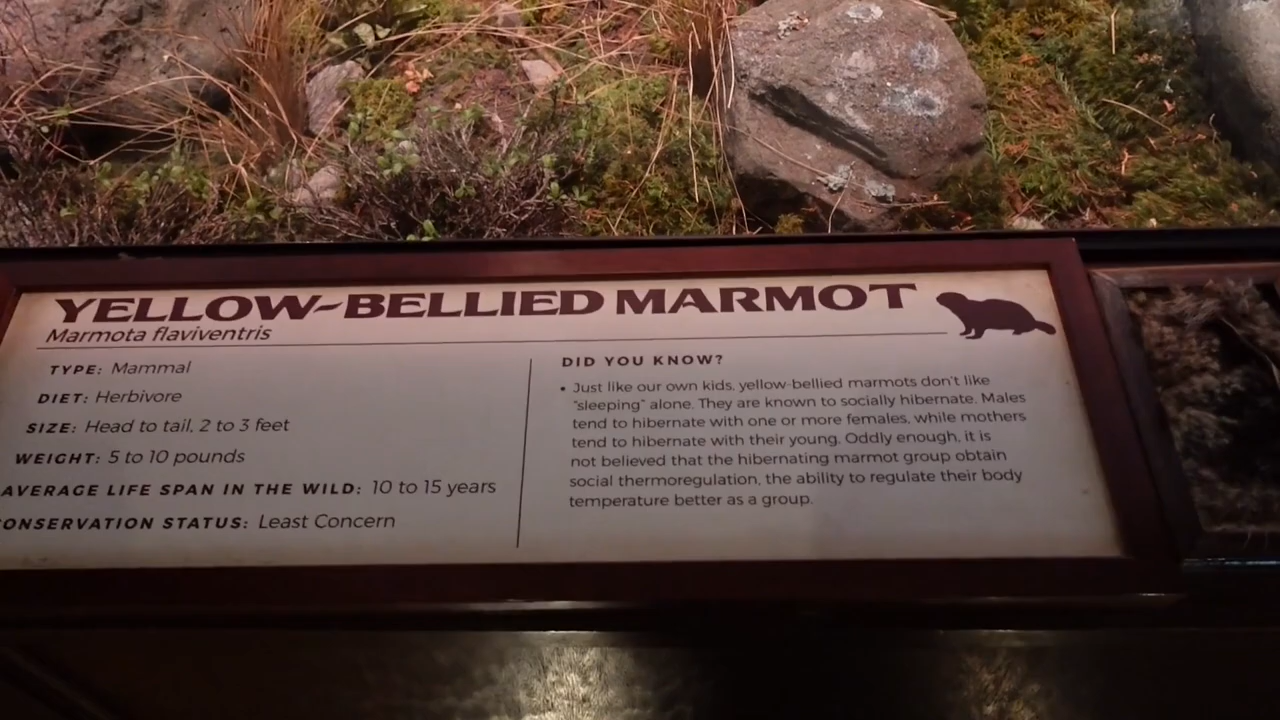 YELLOW-BELLIED MARMOT
Marmota flaviventris
TYPE: Mammal
DIET: Herbivore
SIZE: Head to tail, 2 to 3 feet
WEIGHT: 5 to 10 pounds
AVERAGE LIFE SPAN IN THE WILD: 10 to 15 years
ONSERVATION STATUS: Least Concern
DID YOU KNOW?
• Just like our own kids, yellow-bellied marmots don't like
"sleeping" alone. They are known to socially hibernate. Males
tend to hibernate with one or more females, while mothers
tend to hibernate with their young. Oddly enough, it is
not believed that the hibernating marmot group obtain
social thermoregulation, the ability to regulate their body
temperature better as a group.